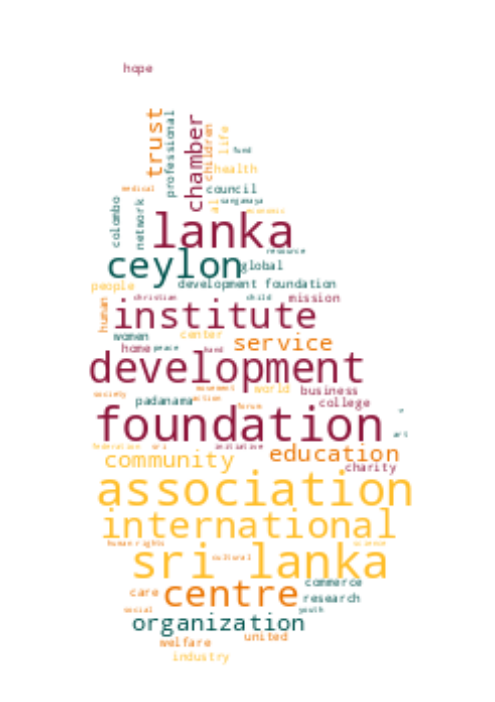 hope
trust
professional
chamber
children
life
fund
health
medical
council
sangamaya
colombo
network
economic
lanka
resource
ceylon
global
people
development foundation
christian
child
mission
human
institute
women
center
service
home
peace
hand
development
society
movement
world
business
padanama
action
college
forum
foundation
art
federation
sri
initiative
education
community
charity
association
international
human rights
science
sri lanka
cultural
centre
commerce
care
research
social
youth
organization
welfare
united
industry